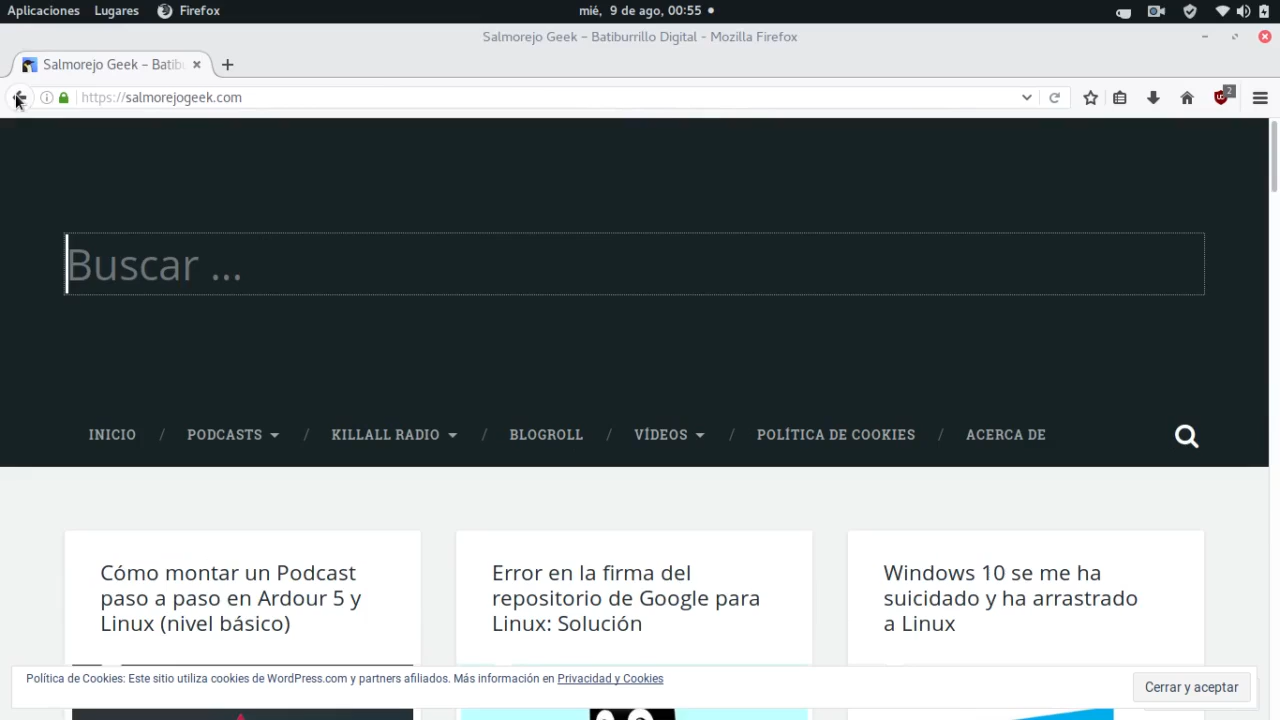 Aplicaciones Lugares Firefox mié, 9 de ago, 00:55
Salmorejo Geek – Batiburrillo Digital - Mozilla Firefox
Salmorejo Geek – Batibu
https://salmorejogeek.com 2
Buscar ...
INICIO / PODCASTS / KILLALL RADIO / BLOGROLL / VÍDEOS / POLÍTICA DE COOKIES / ACERCA DE
Cómo montar un Podcast
paso a paso en Ardour 5 y
Linux (nivel básico)
Error en la firma del
repositorio de Google para
Linux: Solución
Windows 10 se me ha
suicidado y ha arrastrado
a Linux
Política de Cookies: Este sitio utiliza cookies de WordPress.com y partners afiliados. Más información en Privacidad y Cookies
Cerrar y aceptar